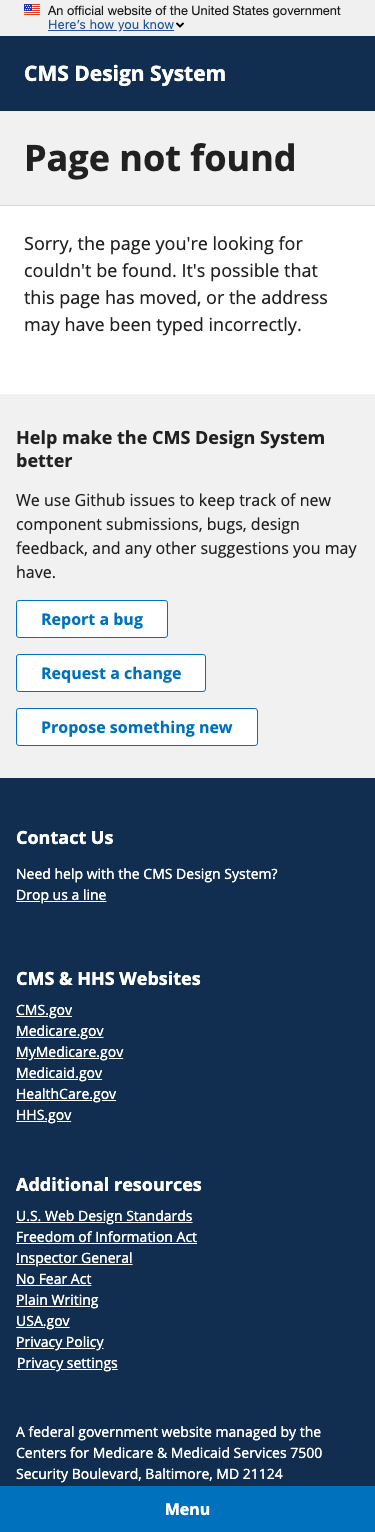 An official website of the United States government
Here's how you know
CMS Design System
Page not found
Sorry, the page you're looking for
couldn't be found. It's possible that
this page has moved, or the address
may have been typed incorrectly.
Help make the CMS Design System
better
We use Github issues to keep track of new
component submissions, bugs, design
feedback, and any other suggestions you may
have.
Report a bug
Request a change
Propose something new
Contact Us
Need help with the CMS Design System?
Drop us a line
CMS & HHS Websites
CMS.gov
Medicare.gov
MyMedicare.gov
Medicaid.gov
HealthCare.gov
HHS.gov
Additional resources
U.S. Web Design Standards
Freedom of Information Act
Inspector General
No Fear Act
Plain Writing
USA.gov
Privacy Policy
Privacy settings
A federal government website managed by the
Centers for Medicare & Medicaid Services 7500
Security Boulevard, Baltimore, MD 21124
Menu